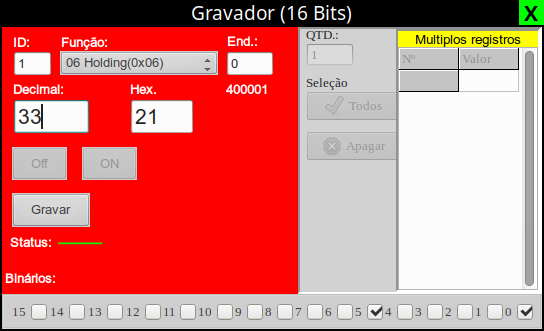 Gravador (16 Bits)
X
ID:
Função:
End.:
1
06 Holding(0x06)
0
Decimal:
Hex.
400001
33
21
Off
ON
Gravar
Status: ----------
Binários:
QTD.:
1
Seleção
Todos
Apagar
Multiplos registros
Nº
Valor
15 14 13 12 11 10 9 8 7 6 5 4 3 2 1 0